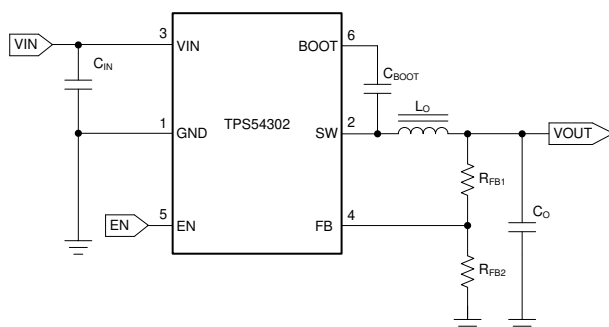 VIN
C_IN
3
VIN
BOOT
6
C_BOOT
1
GND
TPS54302
SW
2
L_O
VOUT
R_FB1
EN
5
EN
FB
4
C_O
R_FB2